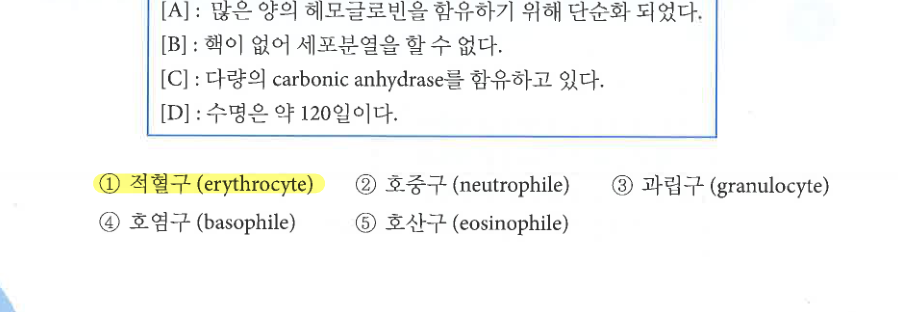 [A] : 많은 양의 헤모글로빈을 함유하기 위해 단순화 되었다.
[B] : 핵이 없어 세포분열을 할 수 없다.
[C] : 다량의 carbonic anhydrase를 함유하고 있다.
[D] : 수명은 약 120일이다.
① 적혈구 (erythrocyte) ② 호중구 (neutrophile) ③ 과립구 (granulocyte)
④ 호염구 (basophile) ⑤ 호산구 (eosinophile)